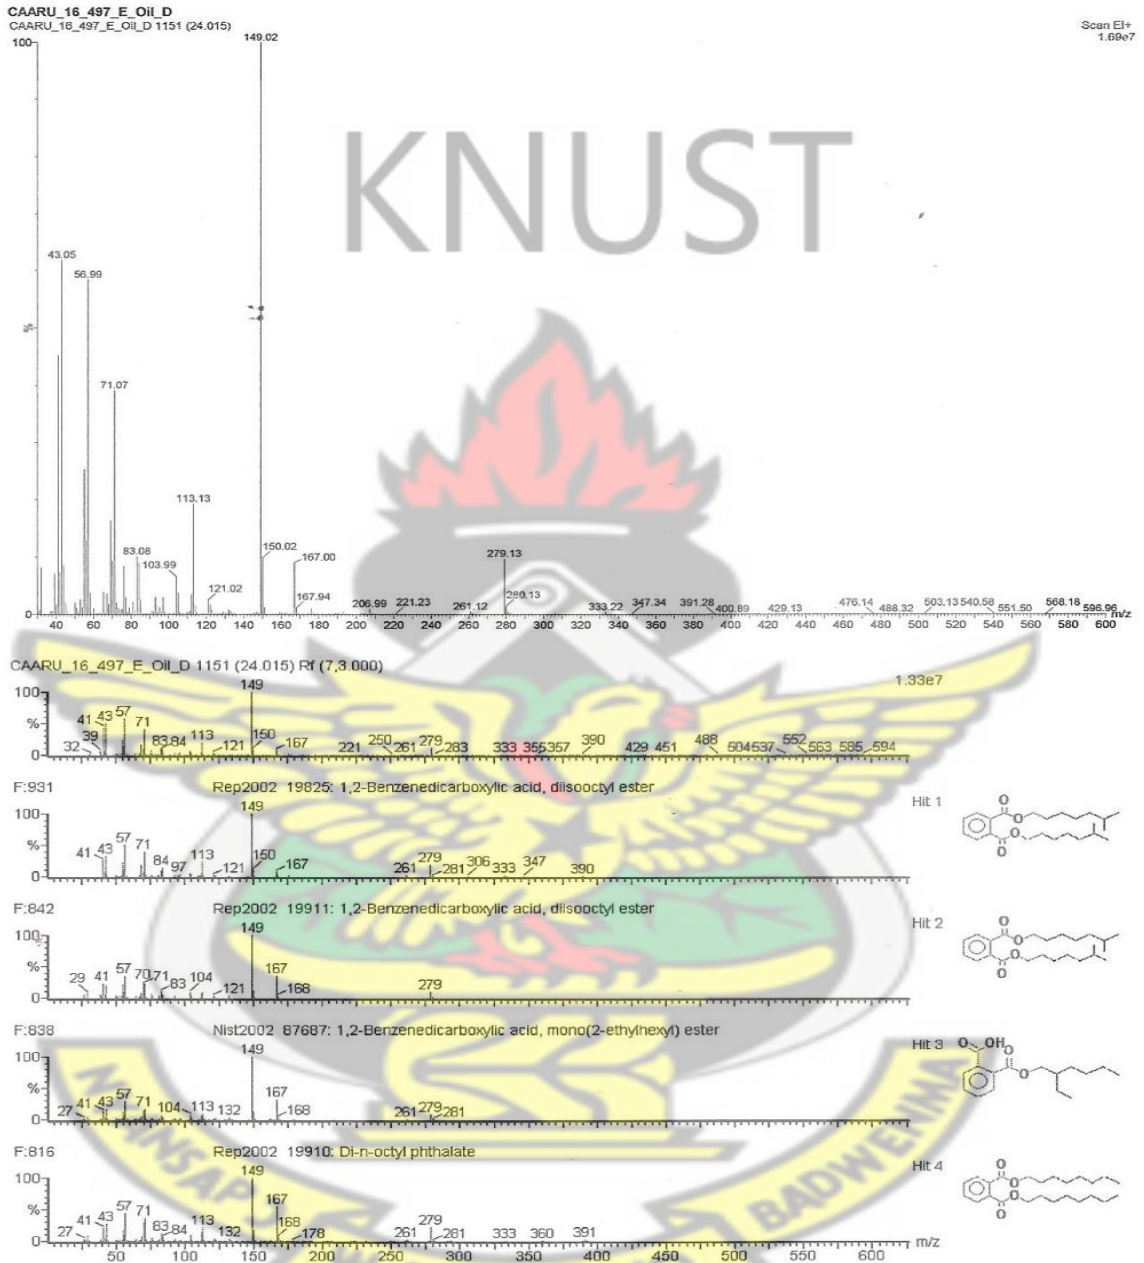 CAARU_16_497_E_Oil_D
CAARU_16_497_E_Oil_D 1151 (24.015)
Scan EI+
1.69e7
100
%
149.02
43.05
56.99
71.07
113.13
83.08
103.99
121.02
150.02
167.00
167.94
206.99
221.23
261.12
279.13
280.13
333.22
347.34
391.28
400.89
429.13
476.14
488.32
503.13
540.58
551.50
568.18
596.96
m/z
40 60 80 100 120 140 160 180 200 220 240 260 280 300 320 340 360 380 400 420 440 460 480 500 520 540 560 580 600
KNUST
CAARU_16_497_E_Oil_D 1151 (24.015) Rf (7,3.000)
1.33e7
100
%
0
32 39 41 43 57 71 83 84 113 121 149 150 167 221 250 261 279 283 333 355 357 390 429 451 488 504 537 552 563 585 594
F:931
Rep2002 19825: 1,2-Benzenedicarboxylic acid, diisooctyl ester
Hit 1
100
%
0
41 43 57 71 84 97 113 121 149 150 167 261 279 281 306 333 347 390
F:842
Rep2002 19911: 1,2-Benzenedicarboxylic acid, diisooctyl ester
Hit 2
100
%
0
29 41 57 70 71 83 104 121 149 167 168 279
F:838
Nist2002 87687: 1,2-Benzenedicarboxylic acid, mono(2-ethylhexyl) ester
Hit 3
100
%
0
27 41 43 57 71 104 113 132 149 167 168 261 279 281
O OH O O
F:816
Rep2002 19910: Di-n-octyl phthalate
Hit 4
100
%
0
27 41 43 57 71 83 84 113 132 149 167 168 178 261 279 281 333 360 391
m/z
50 100 150 200 250 300 350 400 450 500 550 600
NYANSAP
BADWENMA